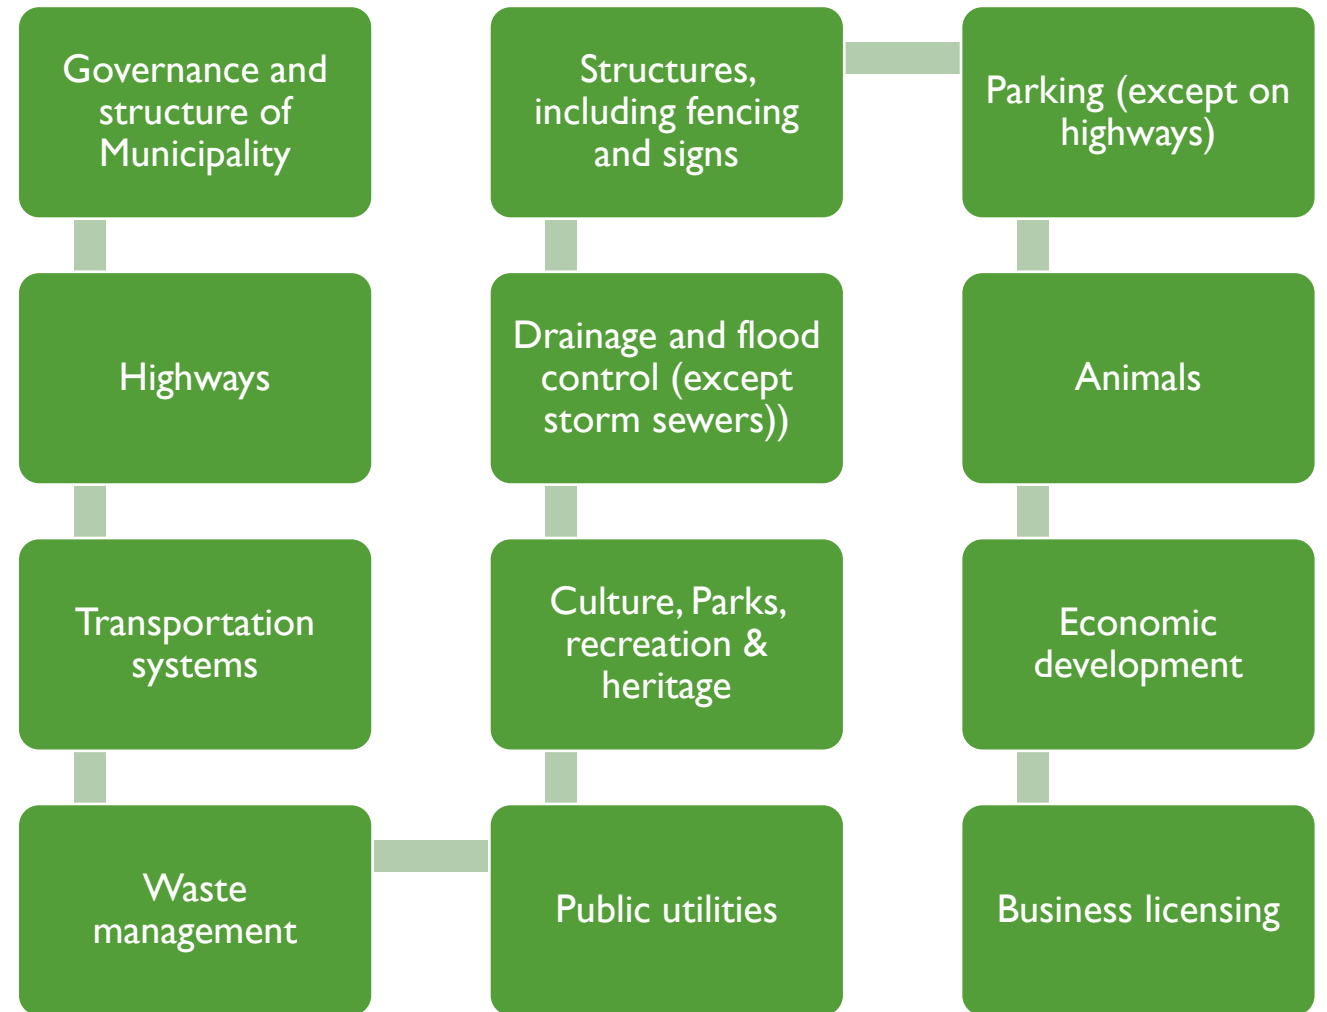 Governance and
structure of
Municipality
Highways
Transportation
systems
Waste
management
Public utilities
Culture, Parks,
recreation &
heritage
Drainage and flood
control (except
storm sewers))
Structures,
including fencing
and signs
Parking (except on
highways)
Animals
Economic
development
Business licensing